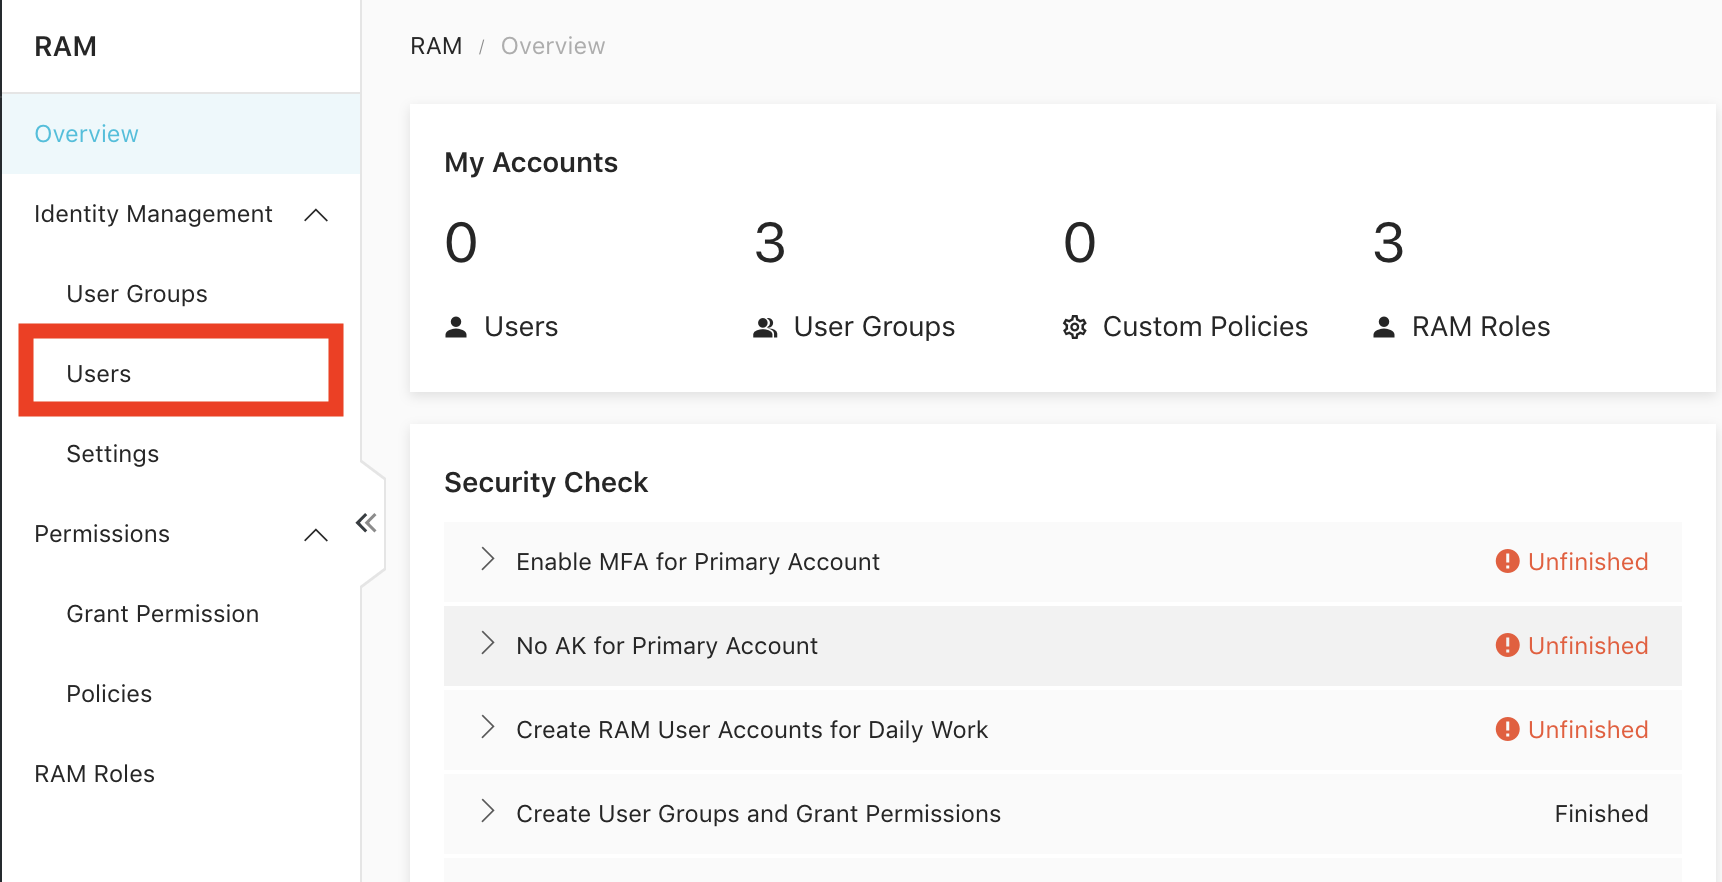 RAM
Overview
Identity Management
User Groups
Users
Settings
Permissions
Grant Permission
Policies
RAM Roles
RAM / Overview
My Accounts
0 3 0 3
Users User Groups Custom Policies RAM Roles
Security Check
Enable MFA for Primary Account Unfinished
No AK for Primary Account Unfinished
Create RAM User Accounts for Daily Work Unfinished
Create User Groups and Grant Permissions Finished